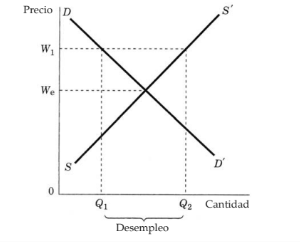 Precio
D
S′
W1
We
S
D′
0
Q1
Q2
Cantidad
Desempleo